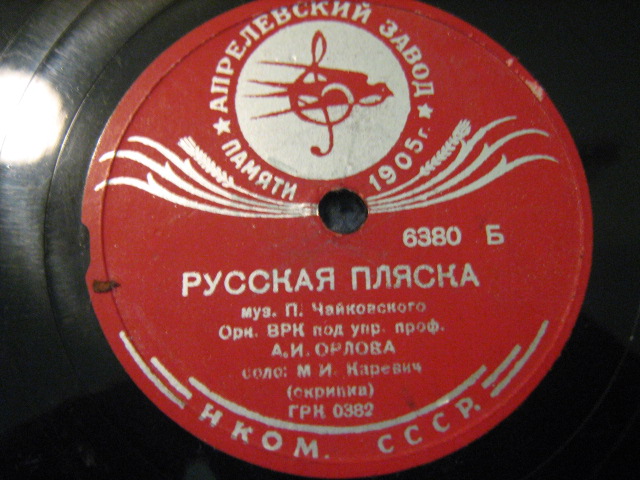 АПРЕЛЕВСКИЙ ЗАВОД
ПАМЯТИ 1905 г.
6380 Б
РУССКАЯ ПЛЯСКА
муз. П. Чайковского
Орк. ВРК под упр. проф.
А.И. ОРЛОВА
соло: М И. Каревич
(скрипка)
ГРК 0382
НКОМ. СССР.